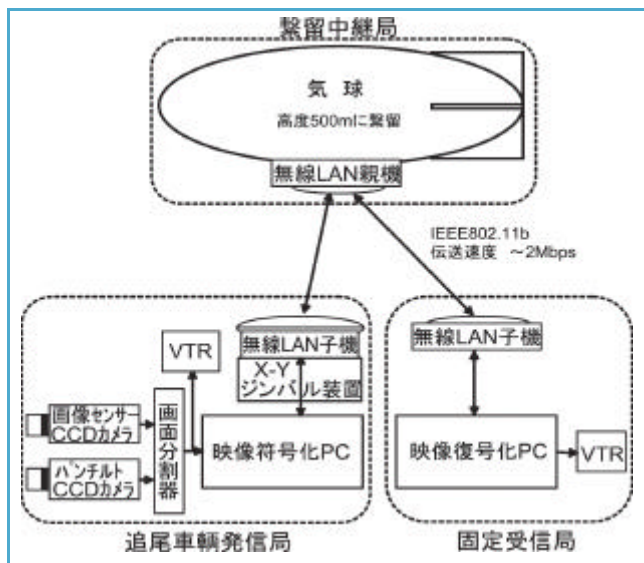 繋留中継局
気 球
高度500mに繋留
無線LAN親機
IEEE802.11b
伝送速度 ～2Mbps
無線LAN子機
X-Y
ジンバル装置
VTR
画像センサー
CCDカメラ
パンチルト
CCDカメラ
画面分割器
映像符号化PC
追尾車輌発信局
無線LAN子機
映像復号化PC
VTR
固定受信局